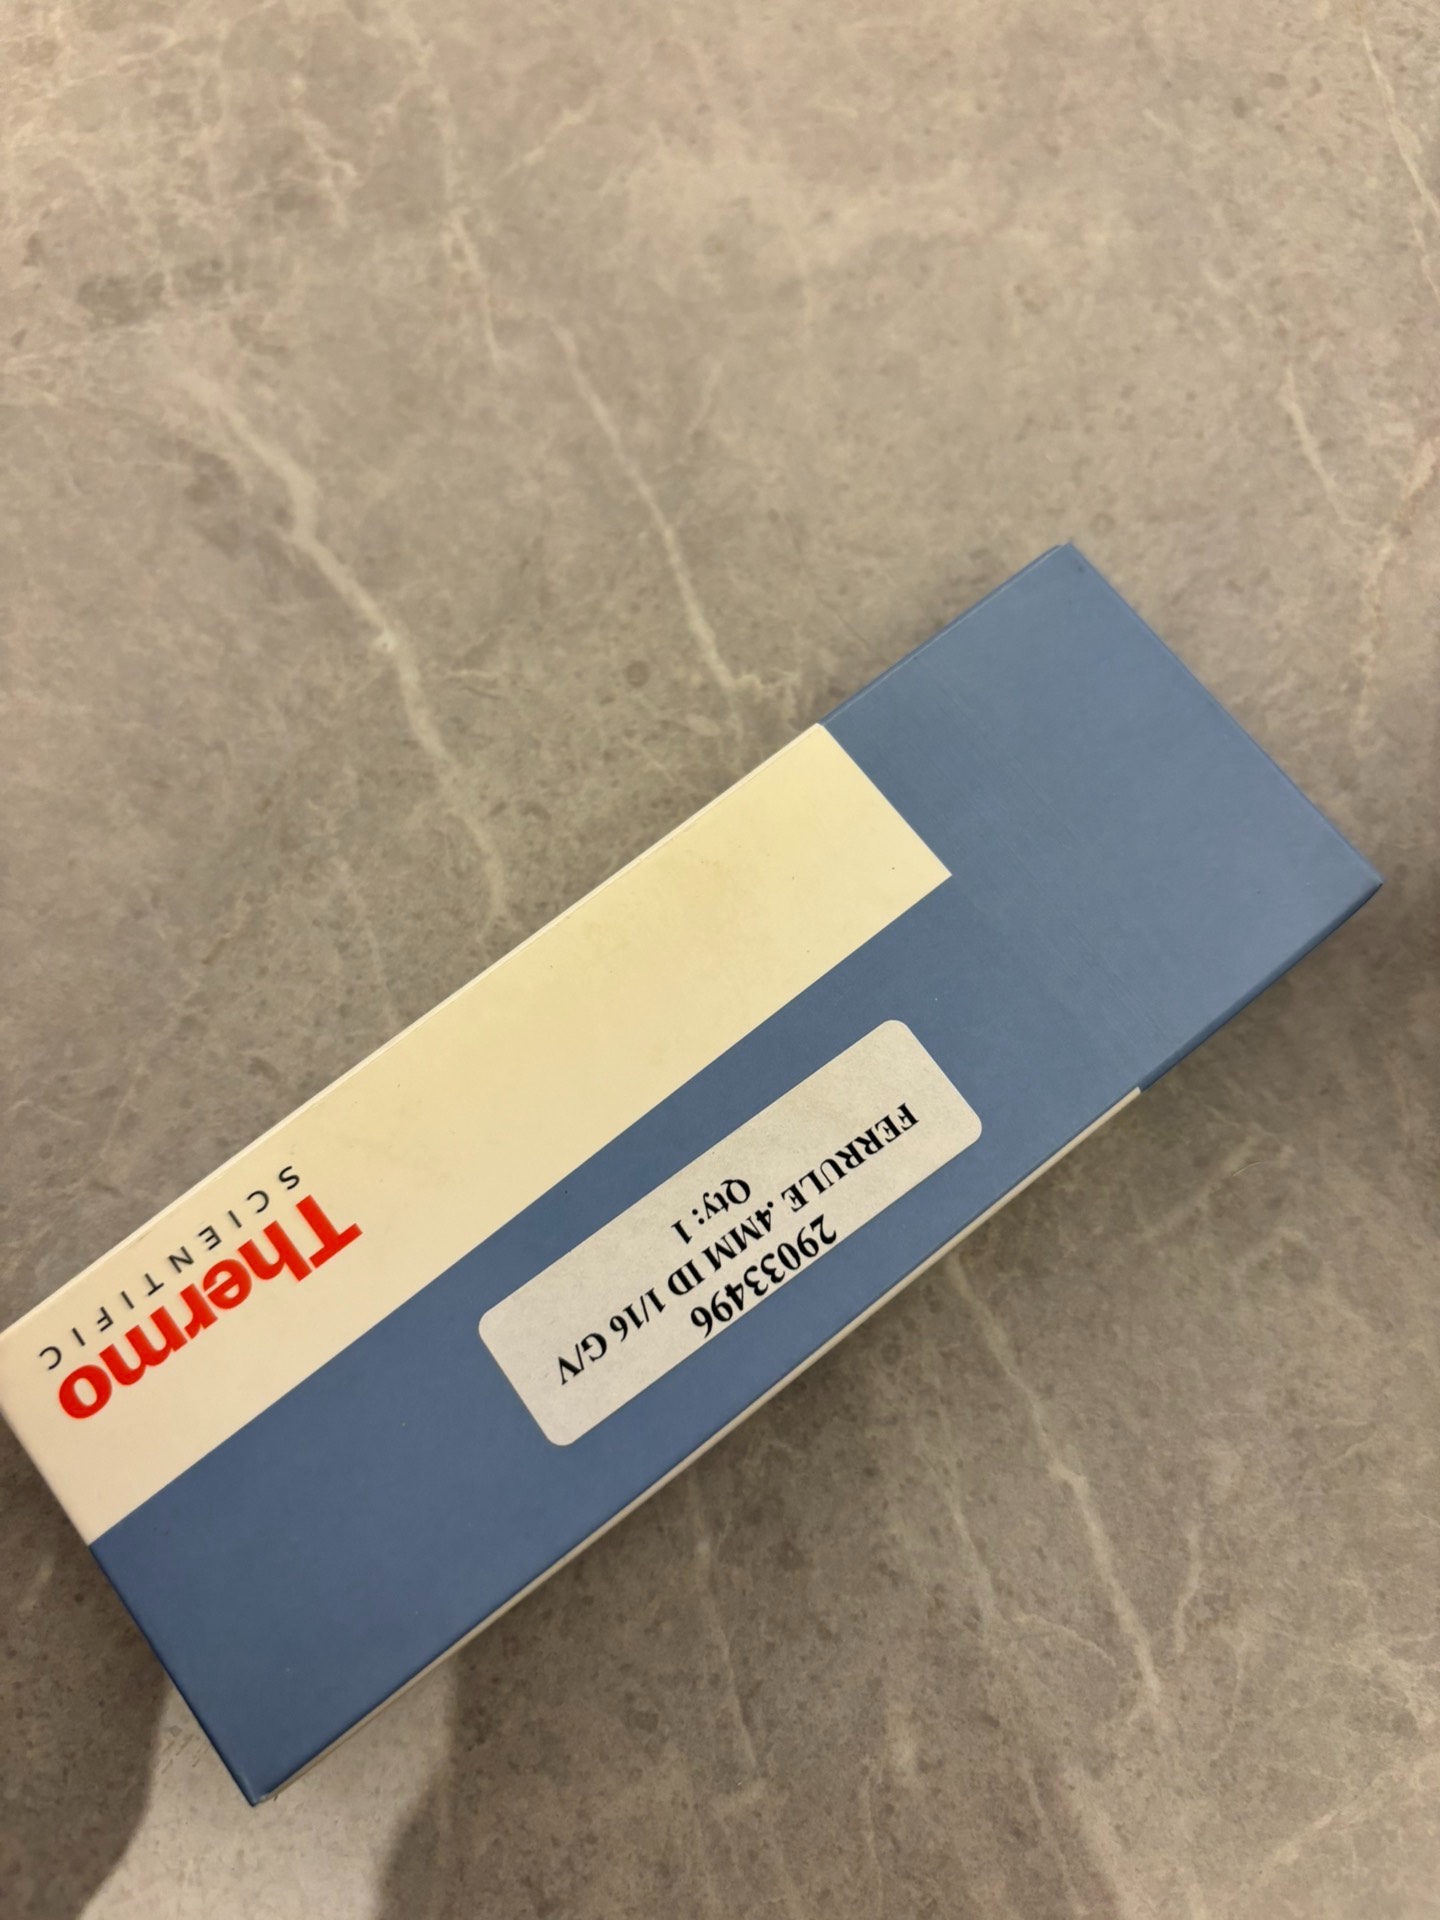 Thermo
SCIENTIFIC
29033496
FERRULE .4MM ID 1/16 G/V
Qty: 1